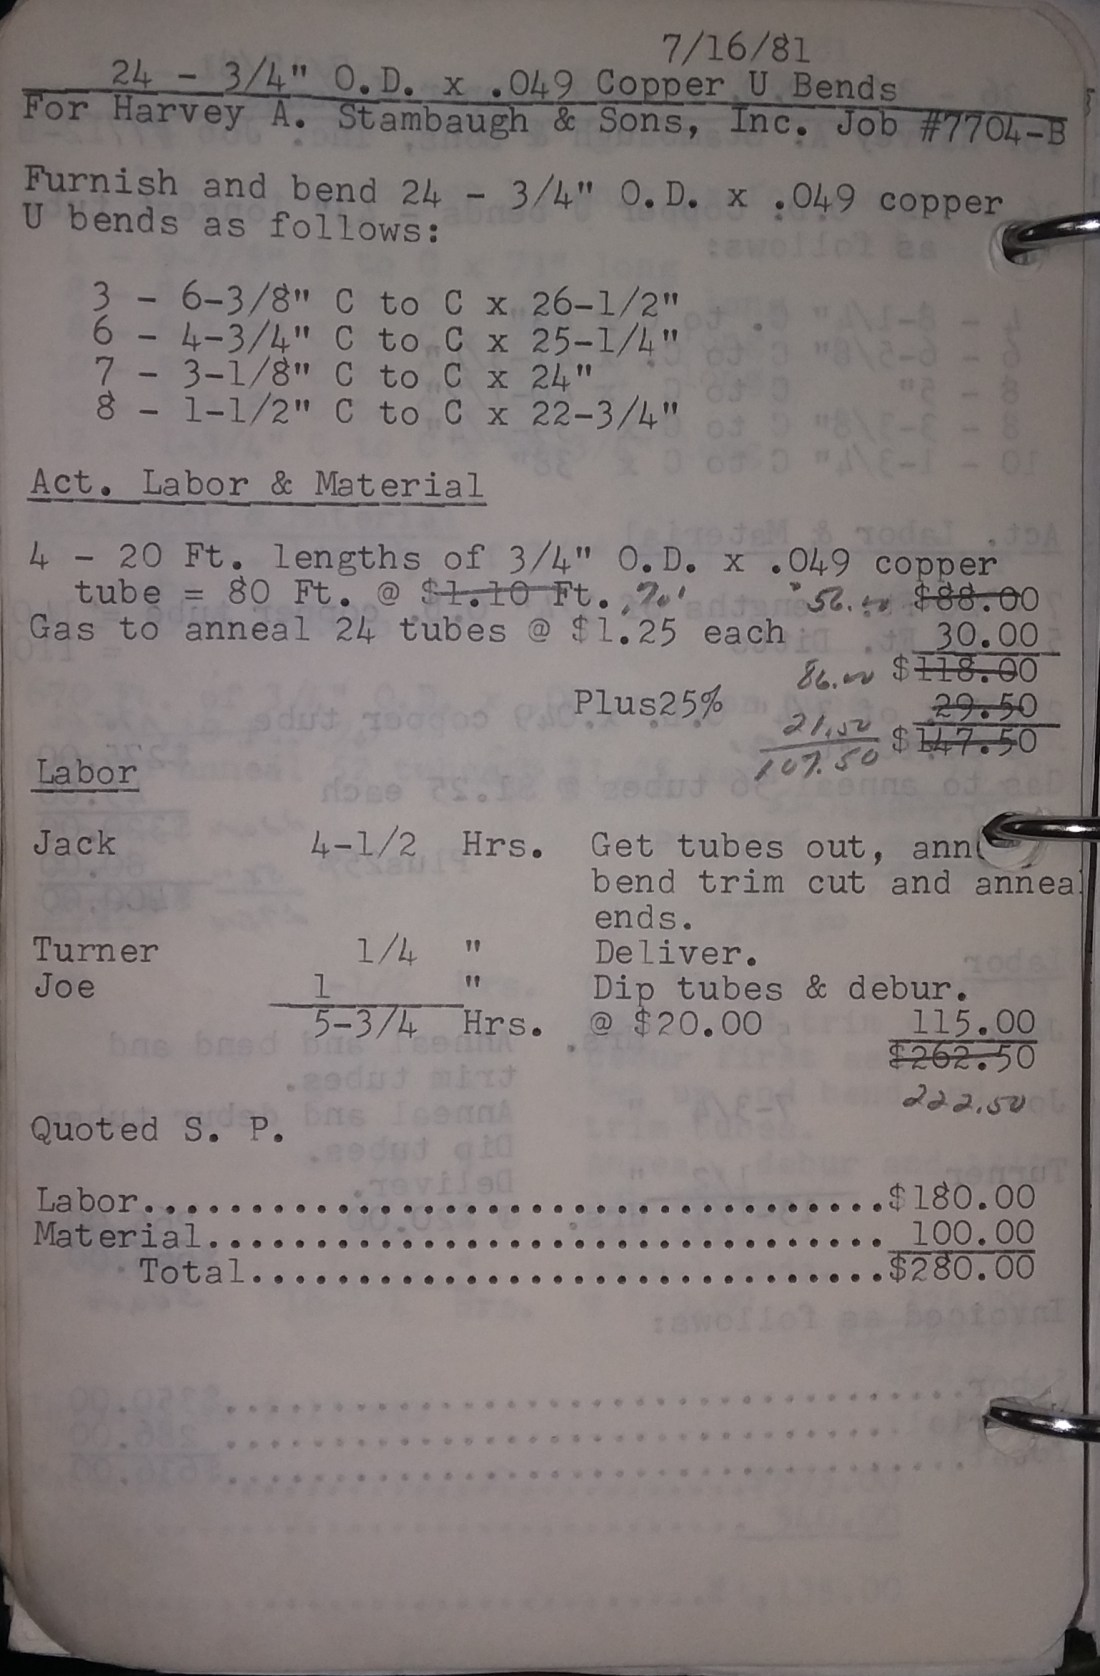 7/16/81
24 - 3/4" O.D. x .049 Copper U Bends
For Harvey A. Stambaugh & Sons, Inc. Job #7704-B
Furnish and bend 24 - 3/4" O.D. x .049 copper
U bends as follows:
3 - 6-3/8" C to C x 26-1/2"
6 - 4-3/4" C to C x 25-1/4"
7 - 3-1/8" C to C x 24"
8 - 1-1/2" C to C x 22-3/4"
Act. Labor & Material
4 - 20 Ft. lengths of 3/4" O.D. x .049 copper
tube = 80 Ft. @ $1.10 Ft. .70' 56.00 $88.00
Gas to anneal 24 tubes @ $1.25 each 30.00
86.00 $118.00
Plus25% 29.50
21.50
$147.50
107.50
Labor
Jack 4-1/2 Hrs. Get tubes out,
bend trim cut and anneal
ends.
Turner 1/4 " Deliver.
Joe 1 " Dip tubes & debur.
5-3/4 Hrs. @ $20.00 115.00
$262.50
222.50
Quoted S. P.
Labor...................................$180.00
Material................................ 100.00
Total..............................$280.00